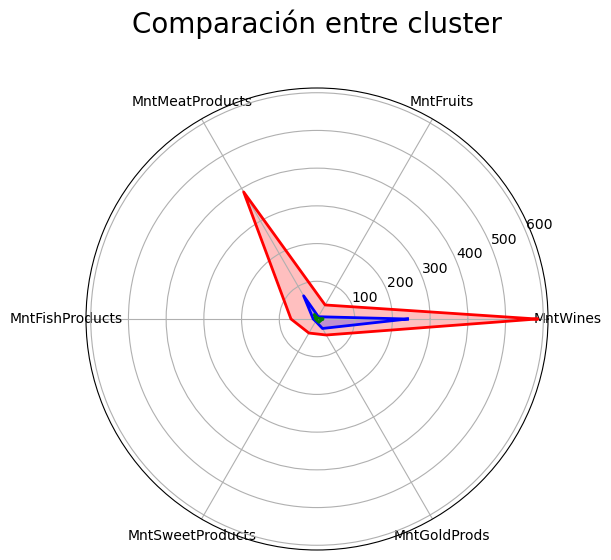 Comparación entre cluster
MntMeatProducts
MntFruits
600
500
400
300
200
100
MntFishProducts
MntWines
MntSweetProducts
MntGoldProds